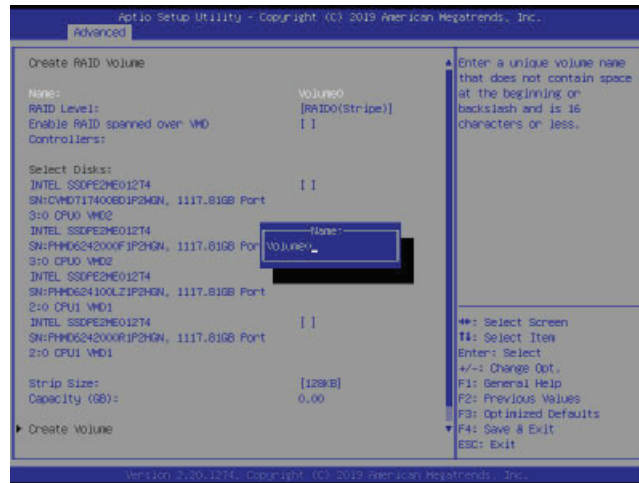 Aptio Setup Utility - Copyright (C) 2019 American Megatrends, Inc.
Advanced
Create RAID Volume
Name: Volume0
RAID Level: [RAID0(Stripe)]
Enable RAID spanned over VMD [ ]
Controllers:
Select Disks:
INTEL SSDPE2ME012T4 [ ]
SN:CVMD717400BD1P2MGN, 1117.81GB Port
3:0 CPU0 VMD2
INTEL SSDPE2ME012T4
SN:PHMD6242000F1P2HGN, 1117.81GB Por
3:0 CPU0 VMD2
INTEL SSDPE2ME012T4
SN:PHMD624100LZ1P2HGN, 1117.81GB Port
2:0 CPU1 VMD1
INTEL SSDPE2ME012T4 [ ]
SN:PHMD6242000R1P2HGN, 1117.81GB Port
2:0 CPU1 VMD1
Strip Size: [128KB]
Capacity (GB): 0.00
Create Volume
Name:
Volume0_
Enter a unique volume name
that does not contain space
at the beginning or
backslash and is 16
characters or less.
↔: Select Screen
↑↓: Select Item
Enter: Select
+/-: Change Opt.
F1: General Help
F2: Previous Values
F3: Optimized Defaults
F4: Save & Exit
ESC: Exit
Version 2.20.1274. Copyright (C) 2019 American Megatrends, Inc.